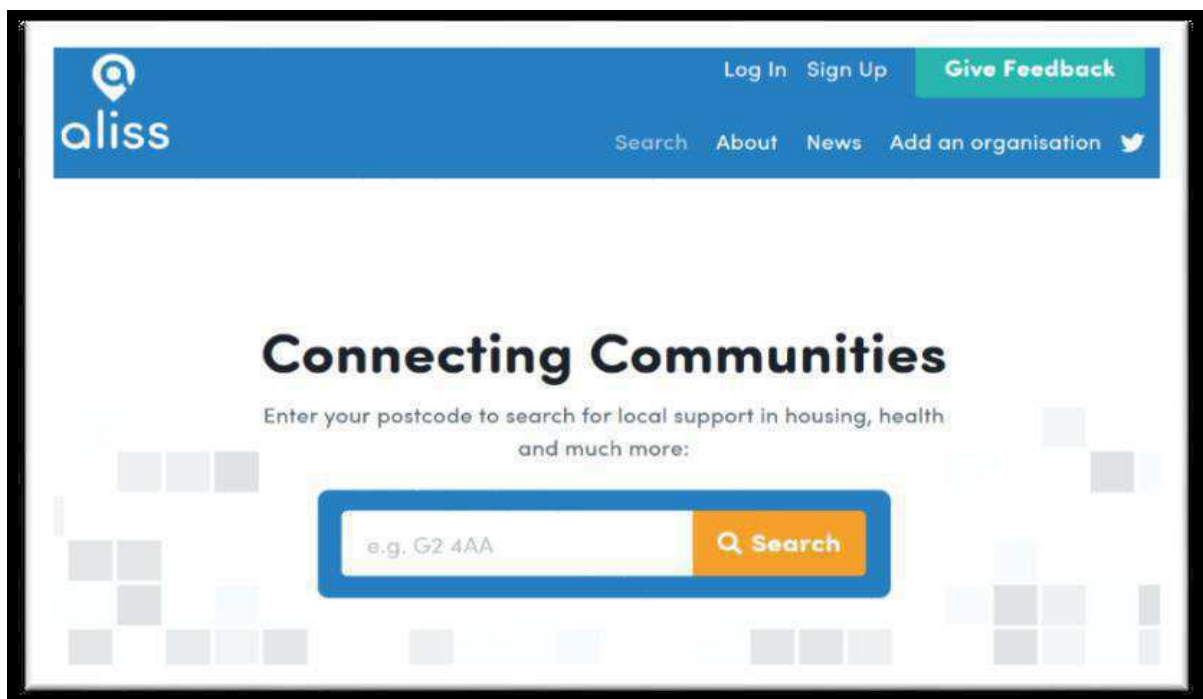 aliss
Log In Sign Up Give Feedback
Search About News Add an organisation
Connecting Communities
Enter your postcode to search for local support in housing, health
and much more:
e.g. G2 4AA Search